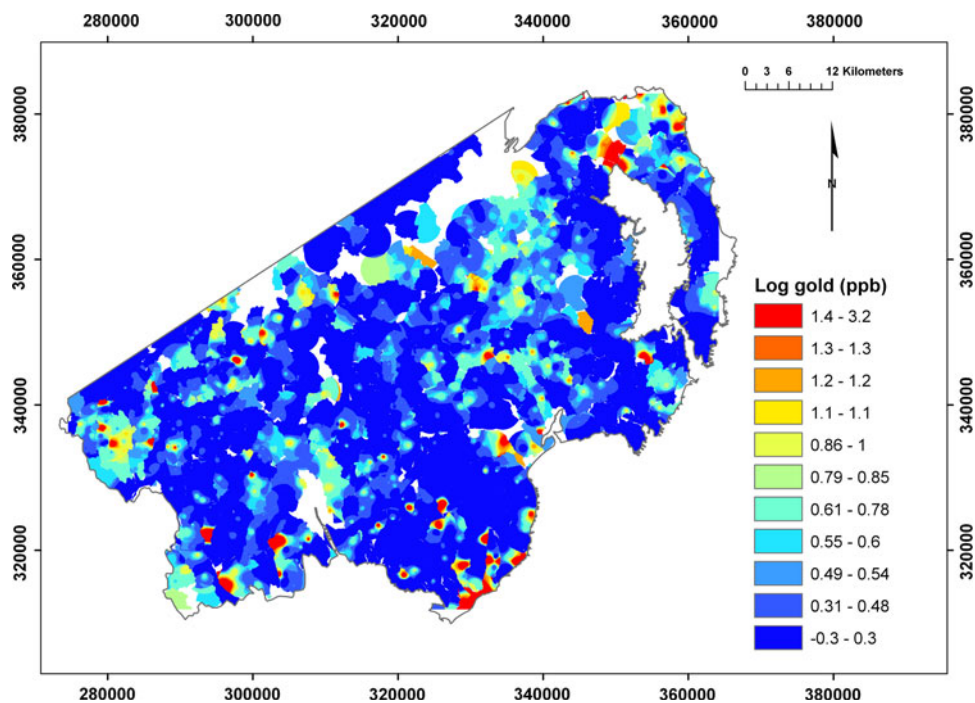 280000 300000 320000 340000 360000 380000
0 3 6 12 Kilometers
380000 380000
N
360000 360000
Log gold (ppb)
1.4 - 3.2
1.3 - 1.3
1.2 - 1.2
340000 340000
1.1 - 1.1
0.86 - 1
0.79 - 0.85
0.61 - 0.78
0.55 - 0.6
320000 320000
0.49 - 0.54
0.31 - 0.48
-0.3 - 0.3
280000 300000 320000 340000 360000 380000